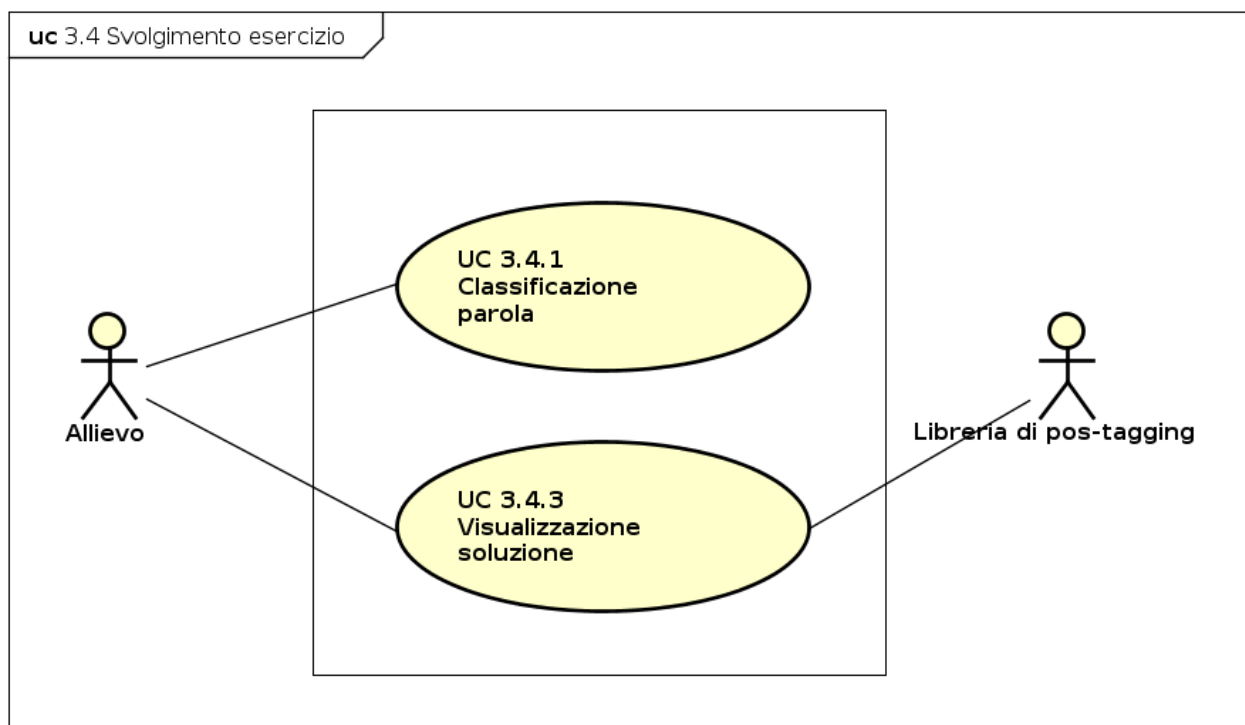 uc 3.4 Svolgimento esercizio
UC 3.4.1
Classificazione
parola
Allievo
Libreria di pos-tagging
UC 3.4.3
Visualizzazione
soluzione